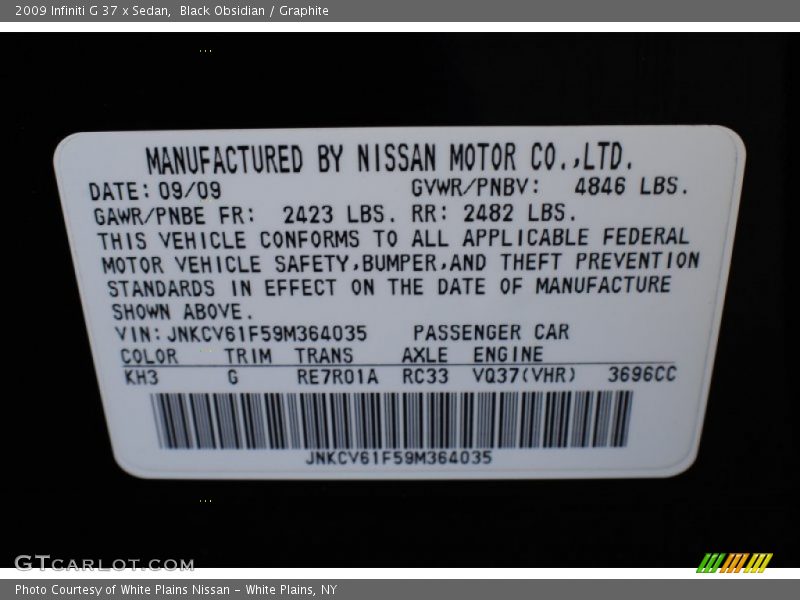 2009 Infiniti G 37 x Sedan,  Black Obsidian / Graphite
MANUFACTURED BY NISSAN MOTOR CO.,LTD.
DATE: 09/09 GVWR/PNBV: 4846 LBS.
GAWR/PNBE FR: 2423 LBS. RR: 2482 LBS.
THIS VEHICLE CONFORMS TO ALL APPLICABLE FEDERAL
MOTOR VEHICLE SAFETY,BUMPER,AND THEFT PREVENTION
STANDARDS IN EFFECT ON THE DATE OF MANUFACTURE
SHOWN ABOVE.
VIN: JNKCV61F59M364035 PASSENGER CAR
COLOR TRIM TRANS AXLE ENGINE
KH3 G RE7R01A RC33 VQ37(VHR) 3696CC
JNKCV61F59M364035
GTCARLOT.COM
Photo Courtesy of White Plains Nissan - White Plains, NY